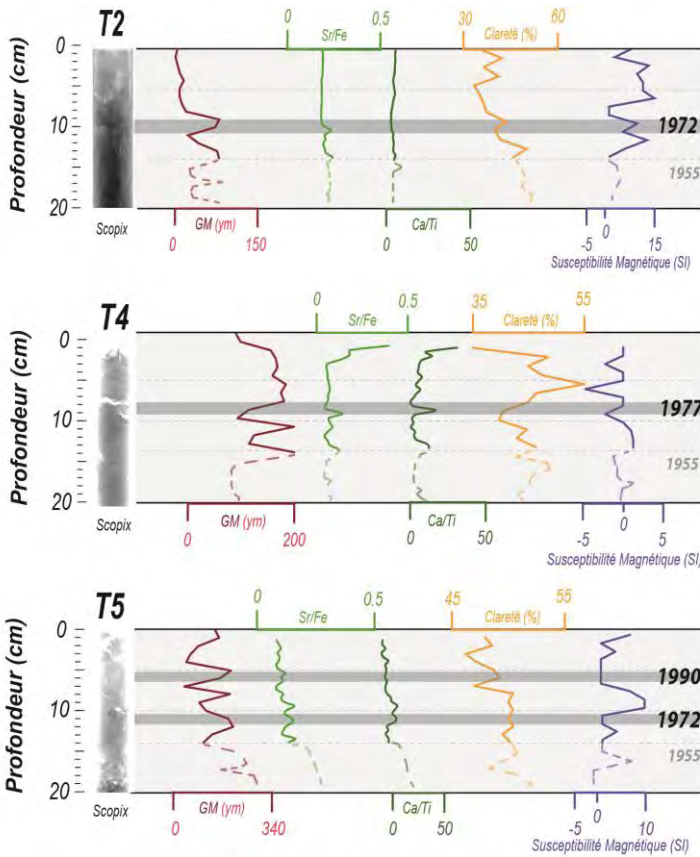 T2
0 0.5 30 60
Sr/Fe Clareté (%)
Profondeur (cm)
0
10
20
1972
1955
Scopix
GM (ym)
0 150
Ca/Ti
0 50
-5 0 15
Susceptibilité Magnétique (SI)
T4
0 0.5 35 55
Sr/Fe Clareté (%)
Profondeur (cm)
0
10
20
1977
1955
Scopix
GM (ym)
0 200
Ca/Ti
0 50
-5 0 5
Susceptibilité Magnétique (SI)
T5
0 0.5 45 55
Sr/Fe Clareté (%)
Profondeur (cm)
0
10
20
1990
1972
1955
Scopix
GM (ym)
0 340
Ca/Ti
0 50
-5 0 10
Susceptibilité Magnétique (SI)